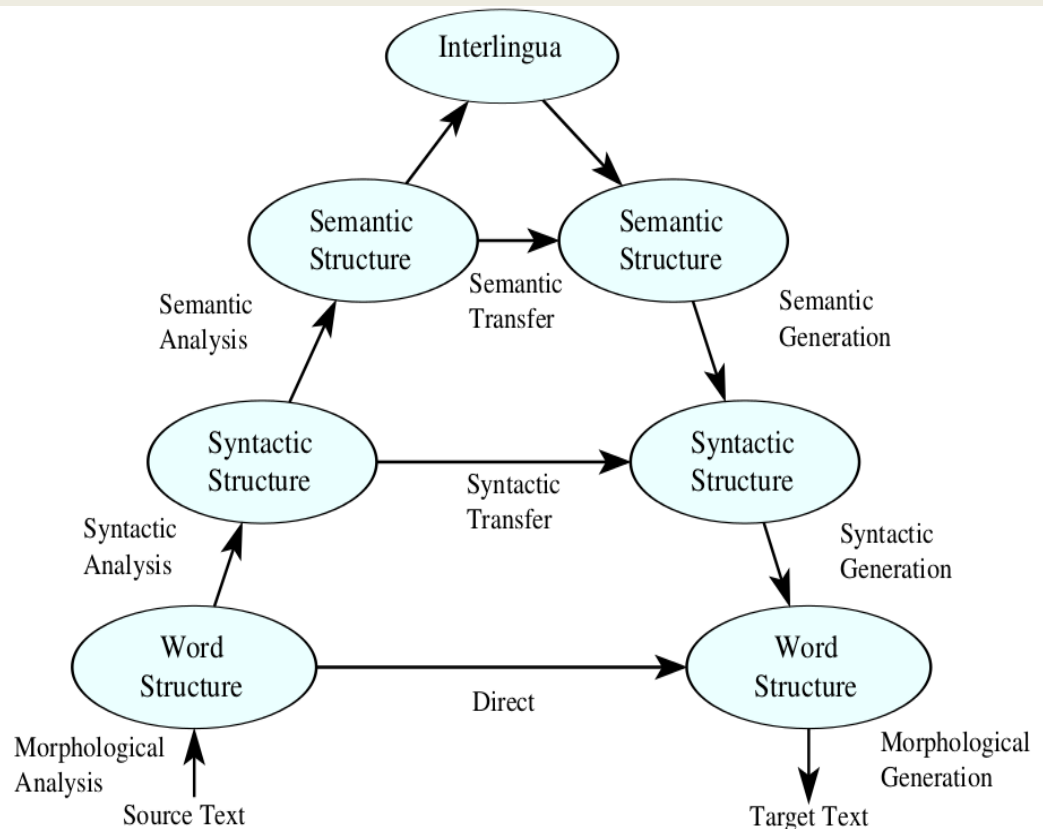 Interlingua
Semantic
Structure
Semantic
Structure
Semantic
Transfer
Semantic
Analysis
Semantic
Generation
Syntactic
Structure
Syntactic
Structure
Syntactic
Transfer
Syntactic
Analysis
Syntactic
Generation
Word
Structure
Word
Structure
Direct
Morphological
Analysis
Morphological
Generation
Source Text
Target Text